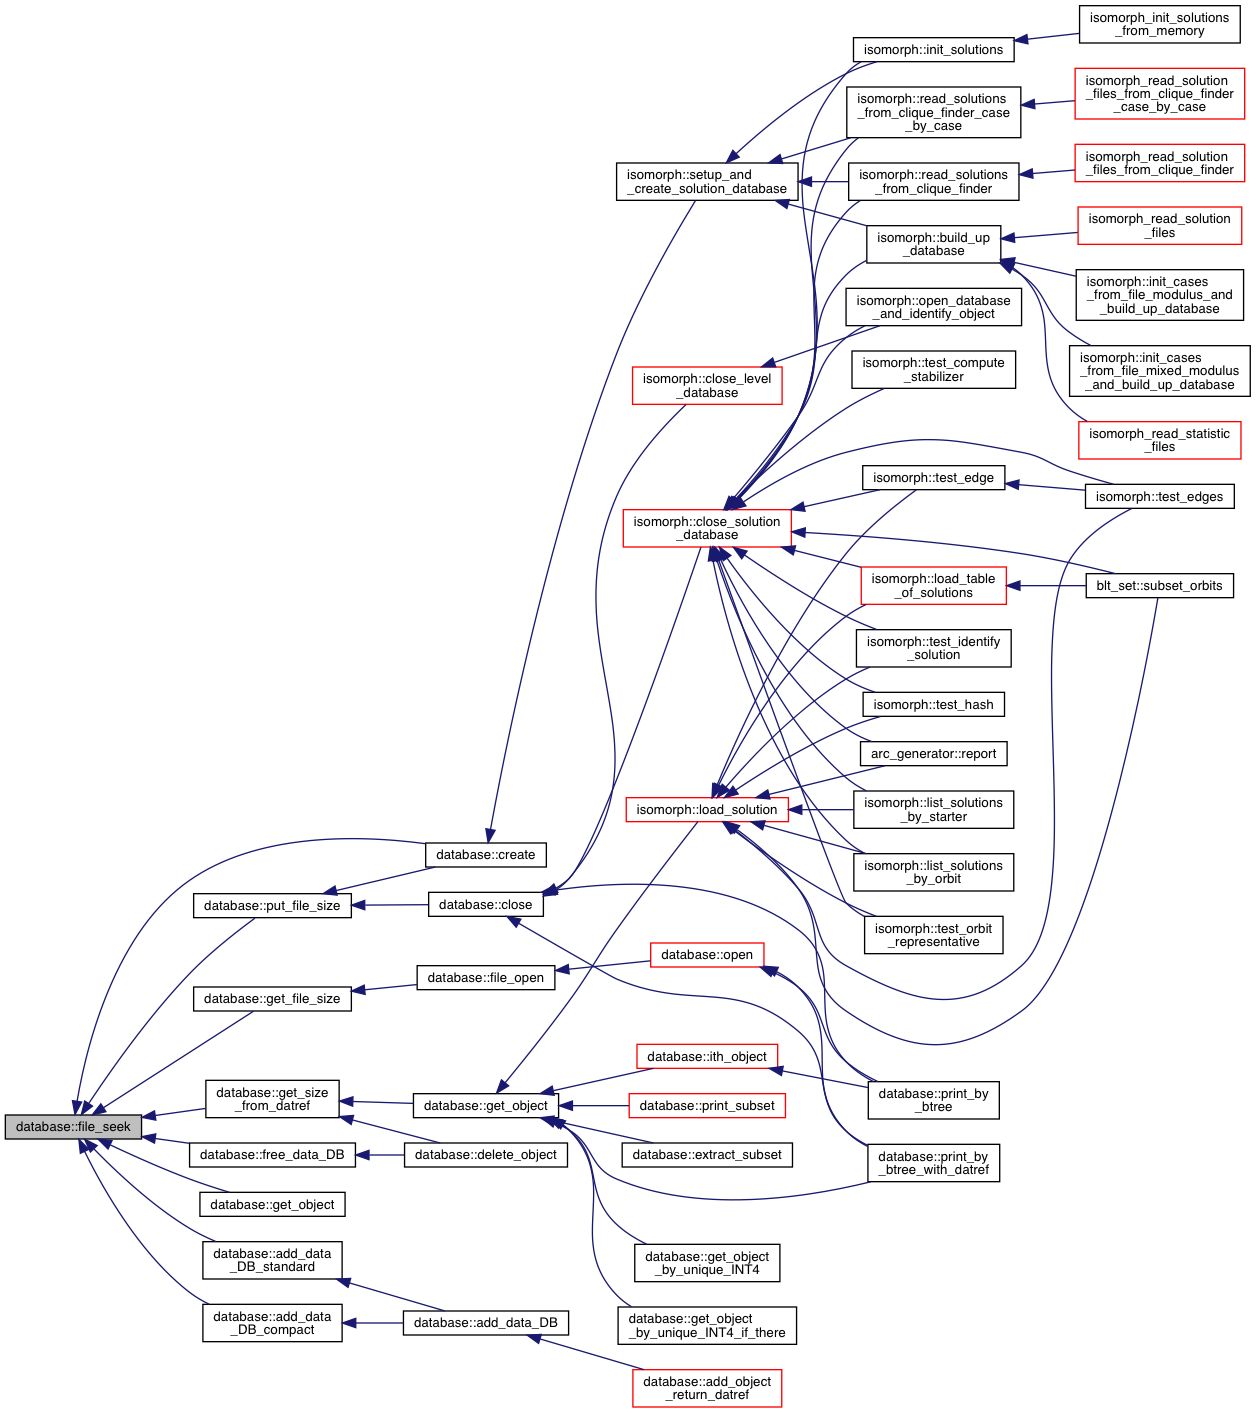 isomorph_init_solutions
_from_memory
isomorph::init_solutions
isomorph_read_solution
_files_from_clique_finder
_case_by_case
isomorph::read_solutions
_from_clique_finder_case
_by_case
isomorph_read_solution
_files_from_clique_finder
isomorph::setup_and
_create_solution_database
isomorph::read_solutions
_from_clique_finder
isomorph_read_solution
_files
isomorph::build_up
_database
isomorph::init_cases
_from_file_modulus_and
_build_up_database
isomorph::open_database
_and_identify_object
isomorph::init_cases
_from_file_mixed_modulus
_and_build_up_database
isomorph::test_compute
_stabilizer
isomorph::close_level
_database
isomorph_read_statistic
_files
isomorph::test_edge
isomorph::test_edges
isomorph::close_solution
_database
isomorph::load_table
_of_solutions
blt_set::subset_orbits
isomorph::test_identify
_solution
isomorph::test_hash
arc_generator::report
isomorph::load_solution
isomorph::list_solutions
_by_starter
database::create
isomorph::list_solutions
_by_orbit
database::put_file_size
database::close
isomorph::test_orbit
_representative
database::open
database::file_open
database::get_file_size
database::ith_object
database::get_size
_from_datref
database::get_object
database::print_subset
database::print_by
_btree
database::file_seek
database::free_data_DB
database::delete_object
database::extract_subset
database::print_by
_btree_with_datref
database::get_object
database::add_data
_DB_standard
database::get_object
_by_unique_INT4
database::add_data
_DB_compact
database::add_data_DB
database::get_object
_by_unique_INT4_if_there
database::add_object
_return_datref